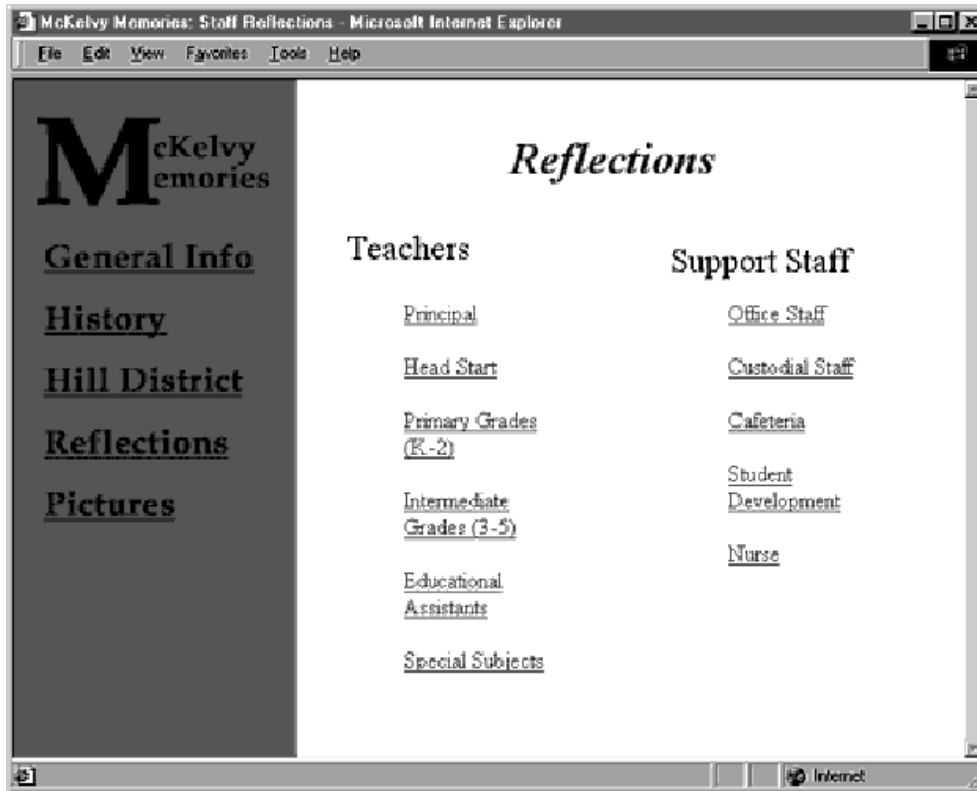 McKelvy Memories: Staff Reflections - Microsoft Internet Explorer
File Edit View Favorites Tools Help
McKelvy
Memories
General Info
History
Hill District
Reflections
Pictures
Reflections
Teachers
Principal
Head Start
Primary Grades
(K-2)
Intermediate
Grades (3-5)
Educational
Assistants
Special Subjects
Support Staff
Office Staff
Custodial Staff
Cafeteria
Student
Development
Nurse
Internet